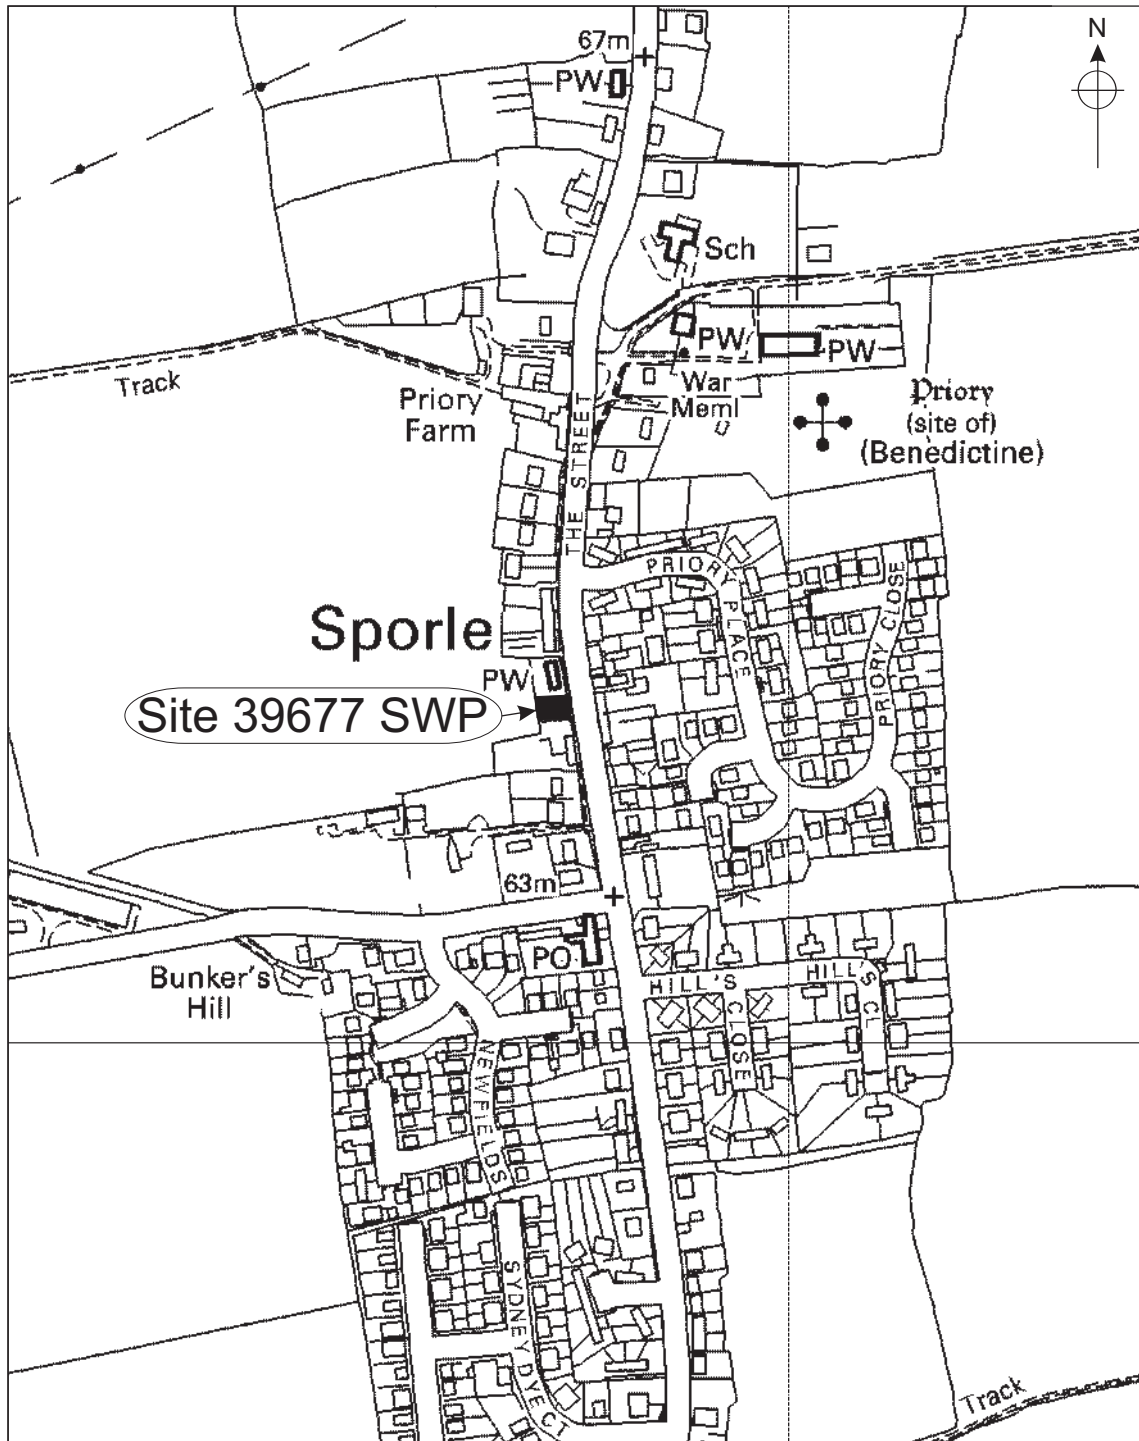 67m
N
PW
Sch
PW
PW
Track
War
Meml
Priory
Farm
Priory
(site of)
(Benedictine)
THE STREET
PRIORY PLACE
PRIORY CLOSE
Sporle
PW
Site 39677 SWP
63m
Bunker's
Hill
PO
HILL'S
CLOSE
HILL'S CL
NEWFIELDS
SYDNEY DYE CT
Track